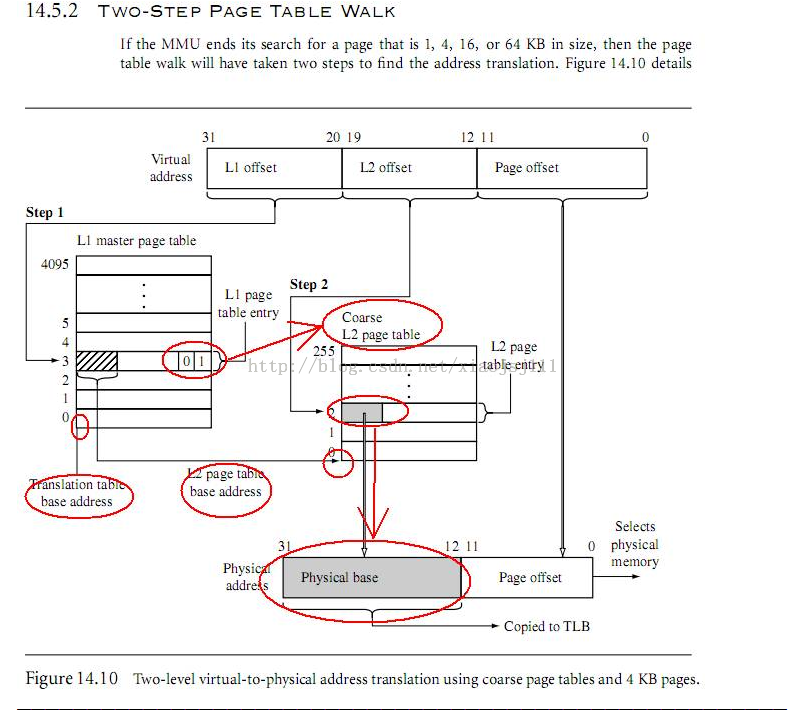 14.5.2 TWO-STEP PAGE TABLE WALK
If the MMU ends its search for a page that is 1, 4, 16, or 64 KB in size, then the page
table walk will have taken two steps to find the address translation. Figure 14.10 details
31 20 19 12 11 0
Virtual
address
L1 offset L2 offset Page offset
Step 1
L1 master page table
4095
5
4
3
2
1
0
0 1
L1 page
table entry
Step 2
Coarse
L2 page table
255
L2 page
table entry
http://blog.csdn.net/xiaojsj111
2
1
0
Translation table
base address
L2 page table
base address
31 12 11 0
Selects
physical
memory
Physical
address
Physical base Page offset
Copied to TLB
Figure 14.10 Two-level virtual-to-physical address translation using coarse page tables and 4 KB pages.